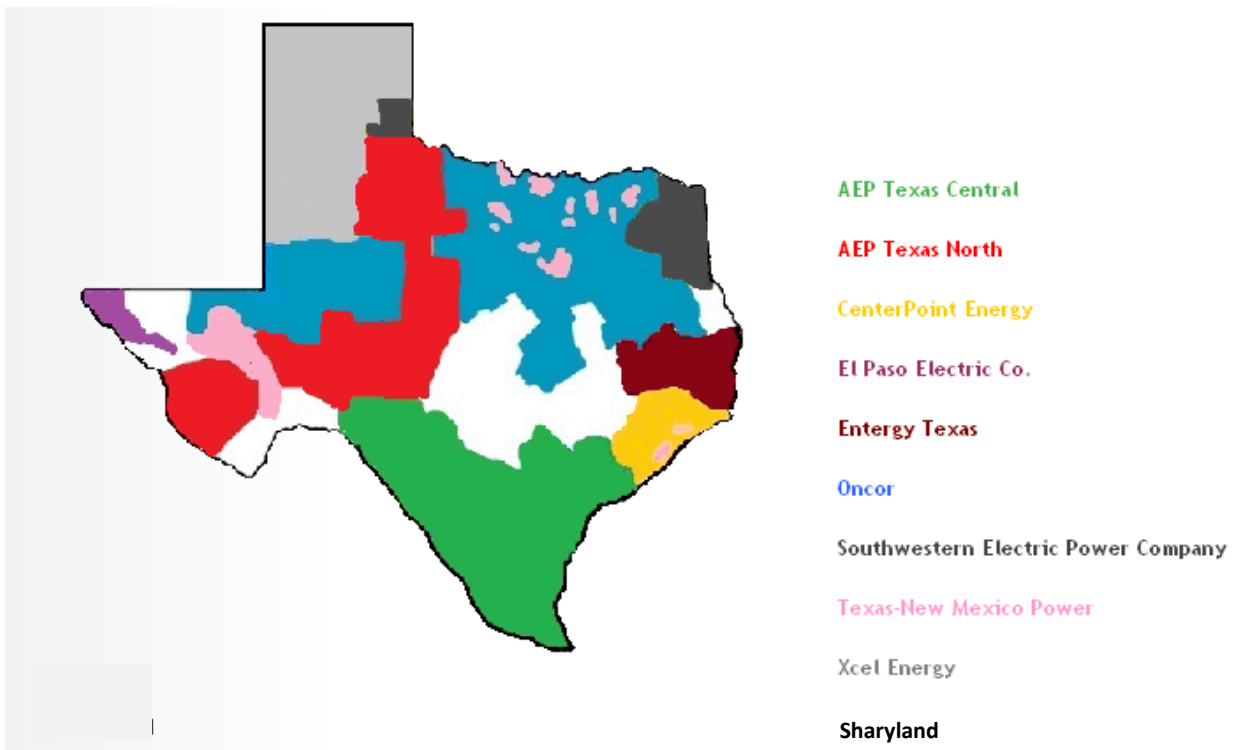 AEP Texas Central
AEP Texas North
CenterPoint Energy
El Paso Electric Co.
Entergy Texas
Oncor
Southwestern Electric Power Company
Texas-New Mexico Power
Xcel Energy
Sharyland